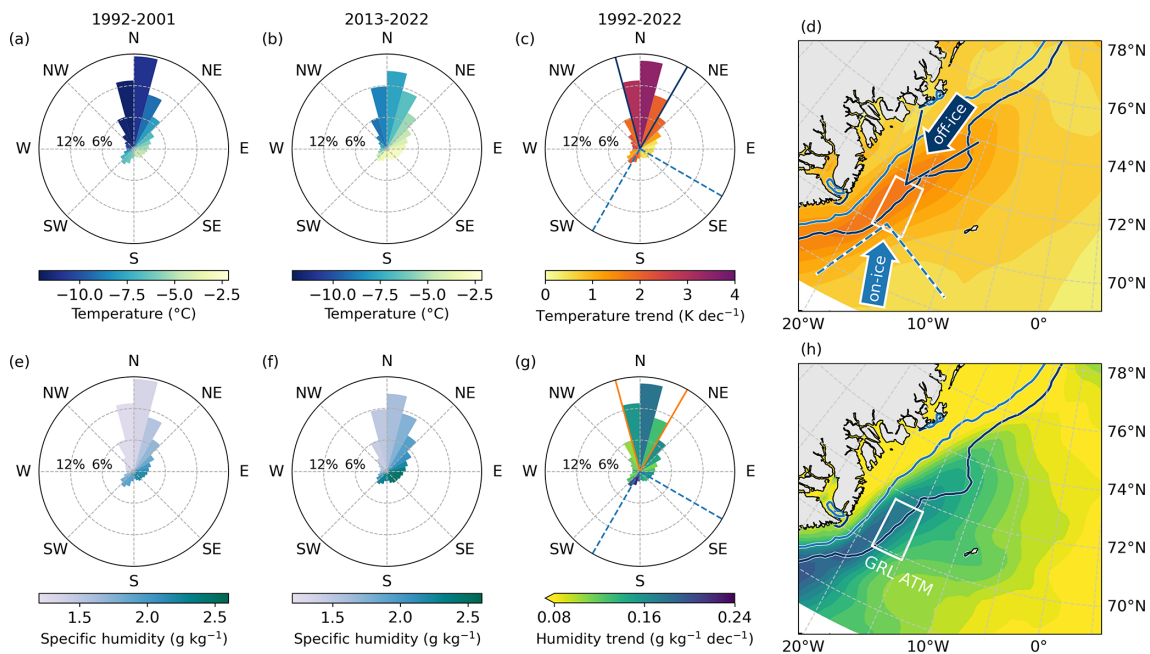 1992-2001
2013-2022
1992-2022
(a)
N
NW
NE
W
12%
6%
E
SW
SE
S
−10.0 −7.5 −5.0 −2.5
Temperature (°C)
(b)
N
NW
NE
W
12%
6%
E
SW
SE
S
−10.0 −7.5 −5.0 −2.5
Temperature (°C)
(c)
N
NW
NE
W
12%
6%
E
SW
SE
S
0 1 2 3 4
Temperature trend (K dec⁻¹)
(d)
off-ice
on-ice
78°N
76°N
74°N
72°N
70°N
20°W 10°W 0°
(e)
N
NW
NE
W
12%
6%
E
SW
SE
S
1.5 2.0 2.5
Specific humidity (g kg⁻¹)
(f)
N
NW
NE
W
12%
6%
E
SW
SE
S
1.5 2.0 2.5
Specific humidity (g kg⁻¹)
(g)
N
NW
NE
W
12%
6%
E
SW
SE
S
0.08 0.16 0.24
Humidity trend (g kg⁻¹ dec⁻¹)
(h)
GRL ATM
78°N
76°N
74°N
72°N
70°N
20°W 10°W 0°